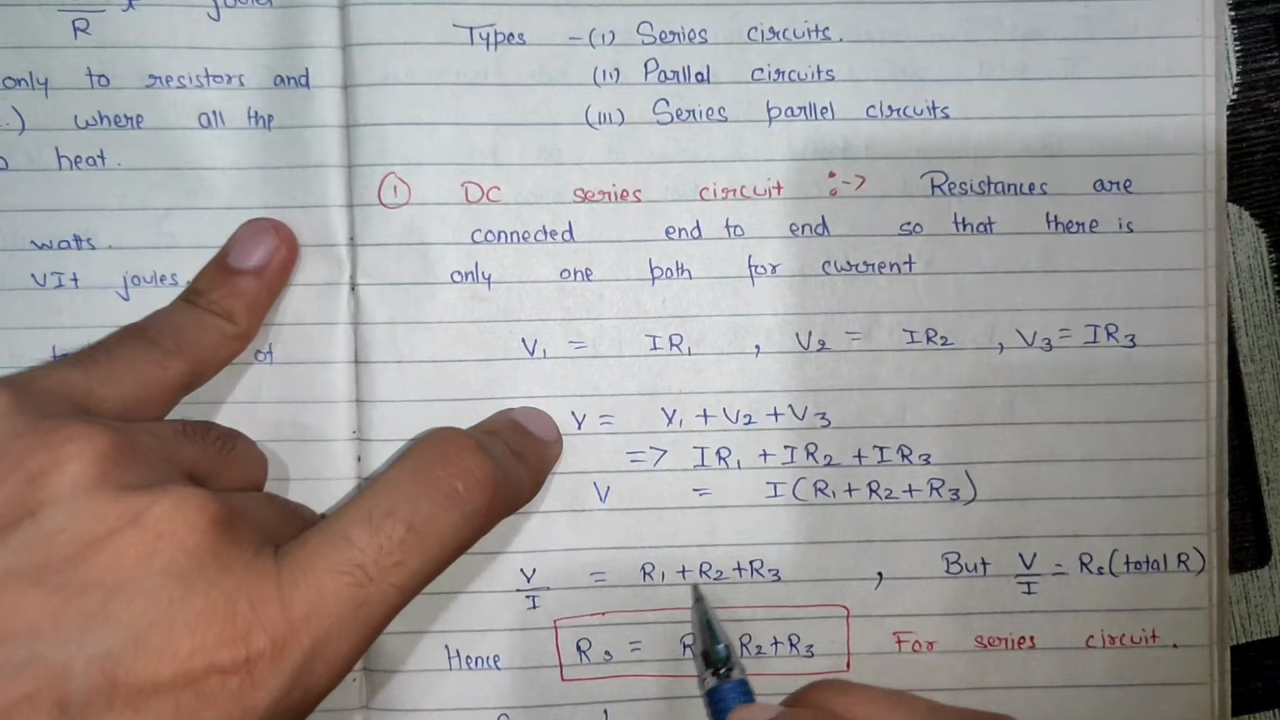 R
joules
only to resistors and
.) where all the
heat.
watts.
VIt joules.
of
Types - (I) Series circuits.
(II) Parllal circuits
(III) Series parllel circuits
① DC series circuit :-> Resistances are
connected end to end so that there is
only one path for current
V₁ = IR₁ , V₂ = IR₂ , V₃ = IR₃
V = V₁ + V₂ + V₃
=> IR₁ + IR₂ + IR₃
V = I(R₁ + R₂ + R₃)
V/I = R₁ + R₂ + R₃ , But V/I = Rs (total R)
Hence Rs = R R₂ + R₃ For series circuit.